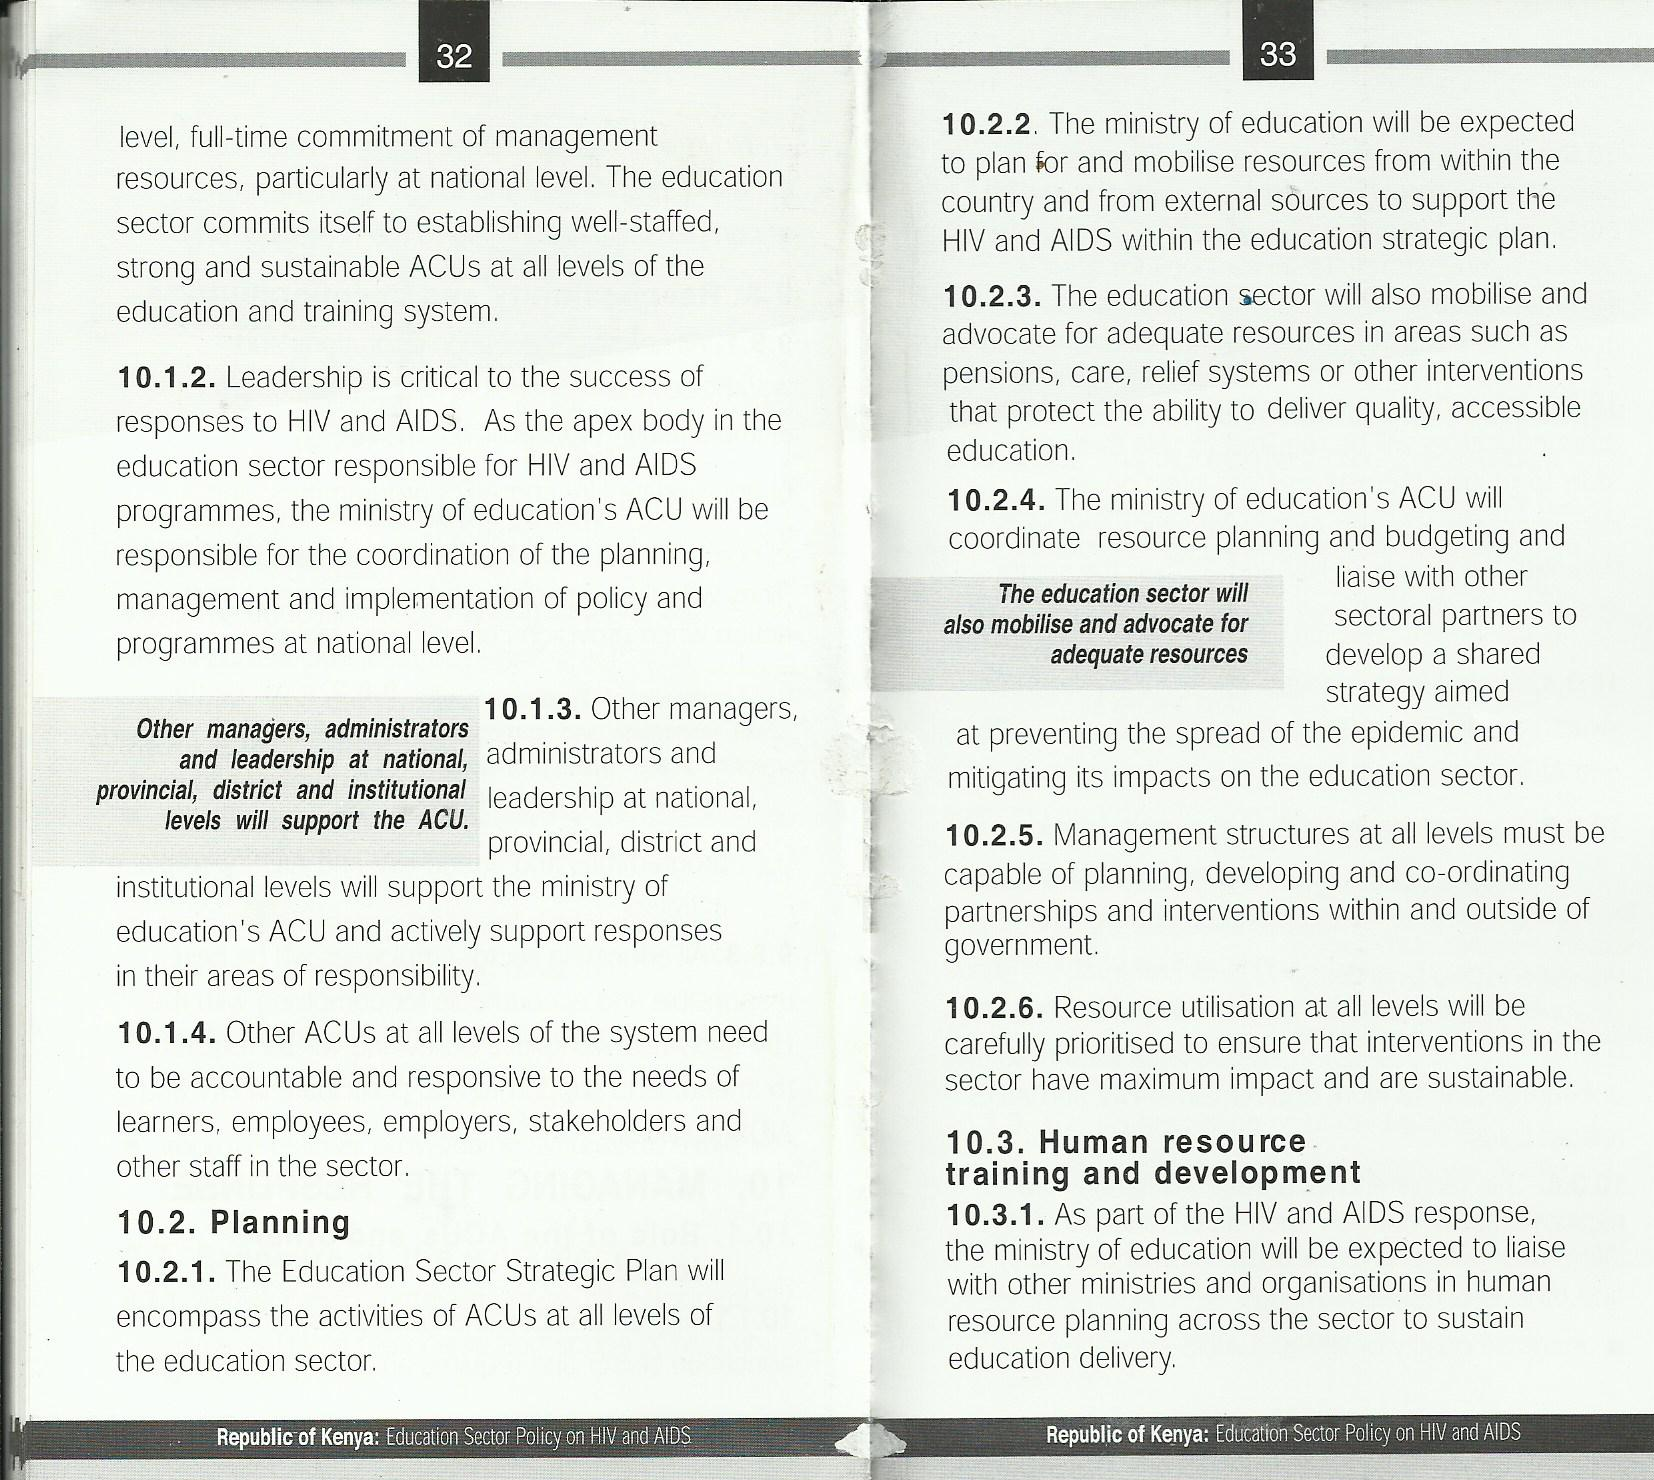 32
level, full-time commitment of management
resources, particularly at national level. The education
sector commits itself to establishing well-staffed,
strong and sustainable ACUs at all levels of the
education and training system.
10.1.2. Leadership is critical to the success of
responses to HIV and AIDS. As the apex body in the
education sector responsible for HIV and AIDS
programmes, the ministry of education's ACU will be
responsible for the coordination of the planning,
management and implementation of policy and
programmes at national level.
Other managers, administrators
and leadership at national,
provincial, district and institutional
levels will support the ACU.
10.1.3. Other managers,
administrators and
leadership at national,
provincial, district and
institutional levels will support the ministry of
education's ACU and actively support responses
in their areas of responsibility.
10.1.4. Other ACUs at all levels of the system need
to be accountable and responsive to the needs of
learners, employees, employers, stakeholders and
other staff in the sector.
10.2. Planning
10.2.1. The Education Sector Strategic Plan will
encompass the activities of ACUs at all levels of
the education sector.
Republic of Kenya: Education Sector Policy on HIV and AIDS
33
10.2.2. The ministry of education will be expected
to plan for and mobilise resources from within the
country and from external sources to support the
HIV and AIDS within the education strategic plan.
10.2.3. The education sector will also mobilise and
advocate for adequate resources in areas such as
pensions, care, relief systems or other interventions
that protect the ability to deliver quality, accessible
education.
10.2.4. The ministry of education's ACU will
coordinate resource planning and budgeting and
The education sector will
also mobilise and advocate for
adequate resources
liaise with other
sectoral partners to
develop a shared
strategy aimed
at preventing the spread of the epidemic and
mitigating its impacts on the education sector.
10.2.5. Management structures at all levels must be
capable of planning, developing and co-ordinating
partnerships and interventions within and outside of
government.
10.2.6. Resource utilisation at all levels will be
carefully prioritised to ensure that interventions in the
sector have maximum impact and are sustainable.
10.3. Human resource
training and development
10.3.1. As part of the HIV and AIDS response,
the ministry of education will be expected to liaise
with other ministries and organisations in human
resource planning across the sector to sustain
education delivery.
Republic of Kenya: Education Sector Policy on HIV and AIDS